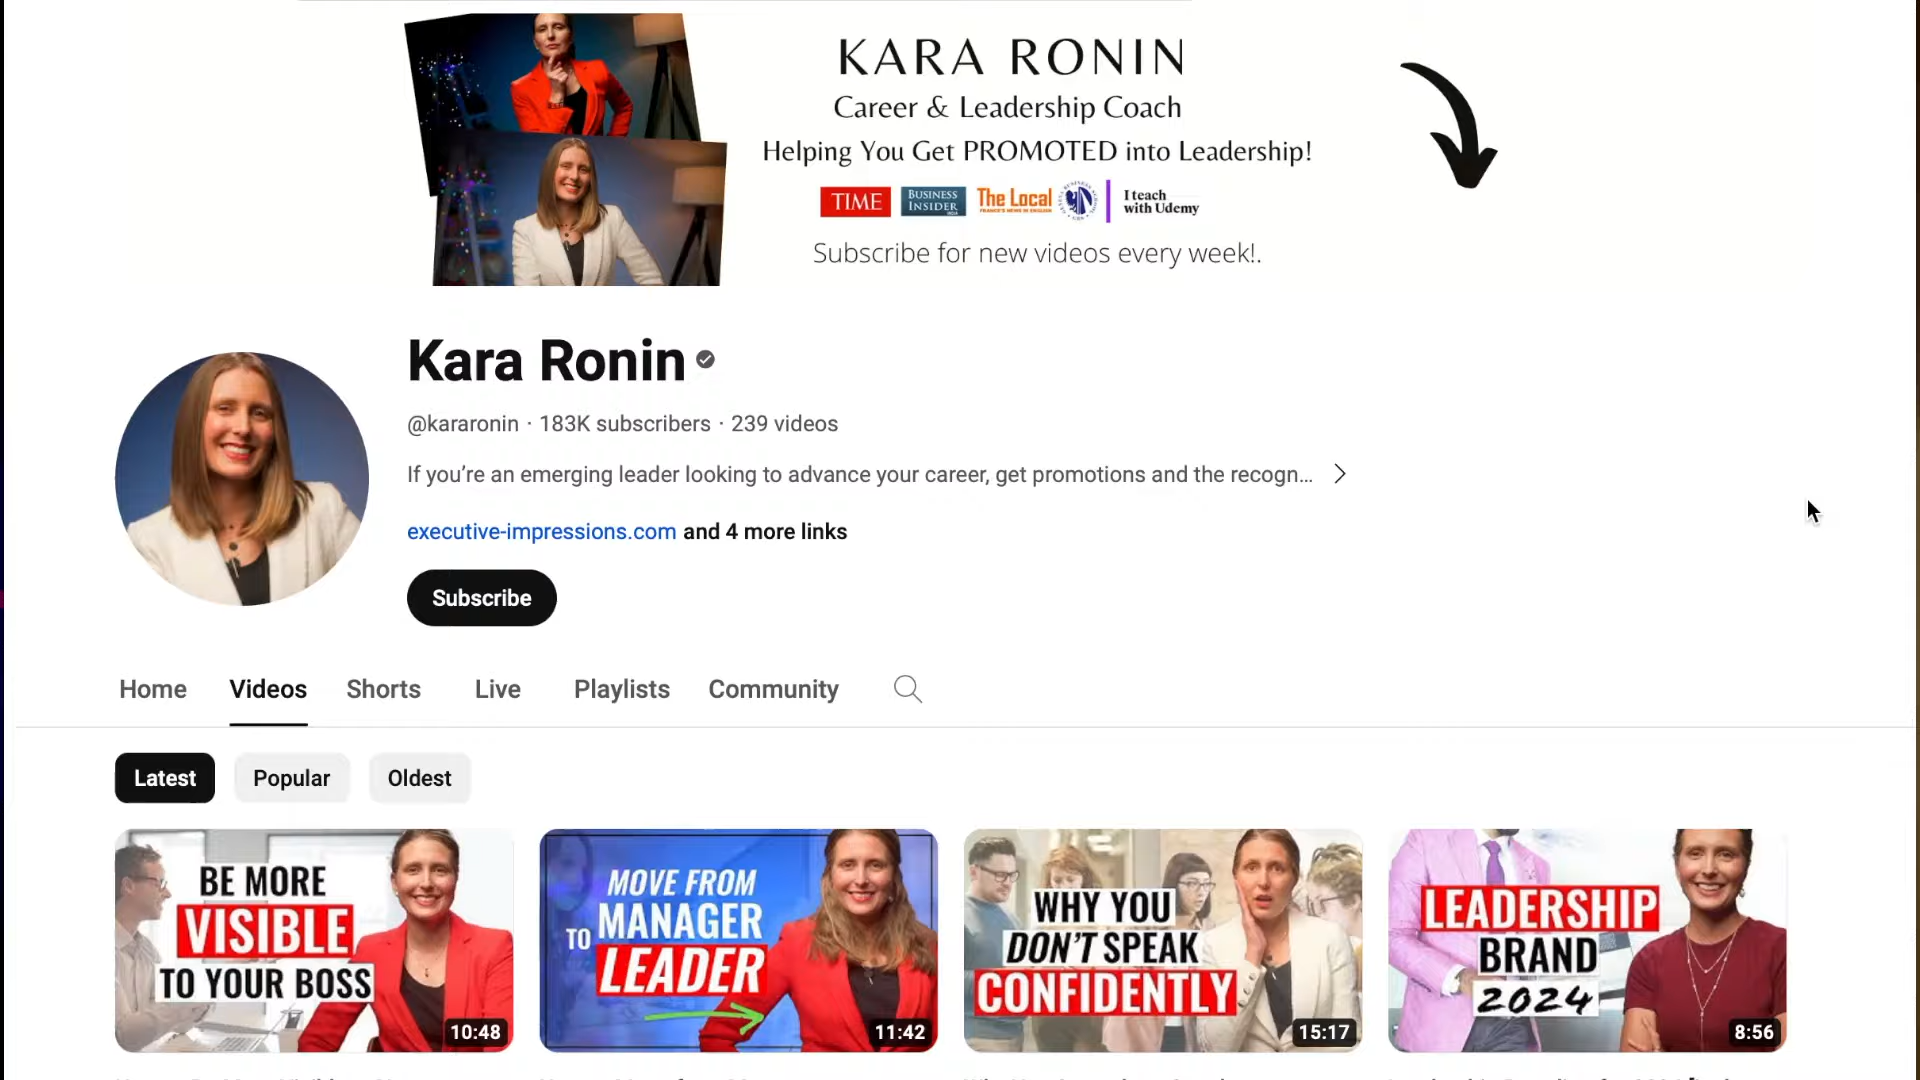 KARA RONIN
Career & Leadership Coach
Helping You Get PROMOTED into Leadership!
TIME
BUSINESS
INSIDER
The Local
I teach
with Udemy
Subscribe for new videos every week!.
Kara Ronin
@kararonin · 183K subscribers · 239 videos
If you’re an emerging leader looking to advance your career, get promotions and the recogn...
executive-impressions.com and 4 more links
Subscribe
Home Videos Shorts Live Playlists Community
Latest Popular Oldest
BE MORE
VISIBLE
TO YOUR BOSS
10:48
MOVE FROM
MANAGER
TO
LEADER
11:42
WHY YOU
DON'T SPEAK
CONFIDENTLY
15:17
LEADERSHIP
BRAND
2024
8:56